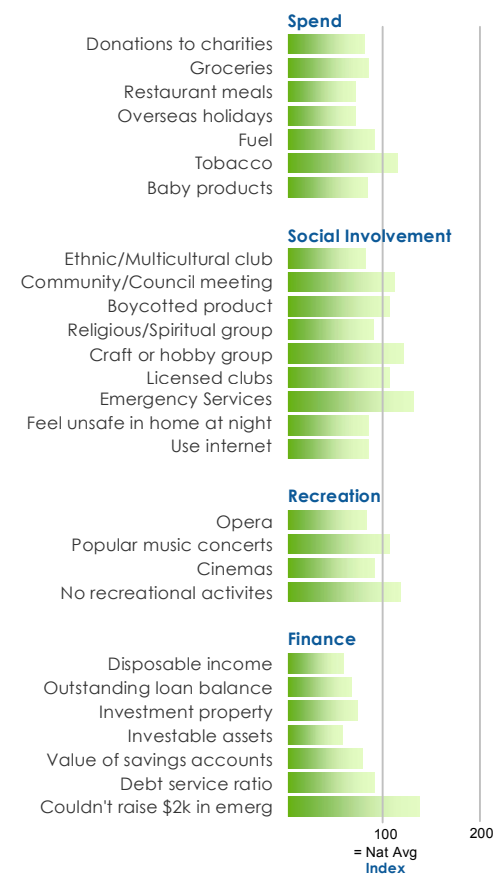 Spend
Donations to charities
Groceries
Restaurant meals
Overseas holidays
Fuel
Tobacco
Baby products
Social Involvement
Ethnic/Multicultural club
Community/Council meeting
Boycotted product
Religious/Spiritual group
Craft or hobby group
Licensed clubs
Emergency Services
Feel unsafe in home at night
Use internet
Recreation
Opera
Popular music concerts
Cinemas
No recreational activites
Finance
Disposable income
Outstanding loan balance
Investment property
Investable assets
Value of savings accounts
Debt service ratio
Couldn't raise $2k in emerg
100 200
= Nat Avg
Index